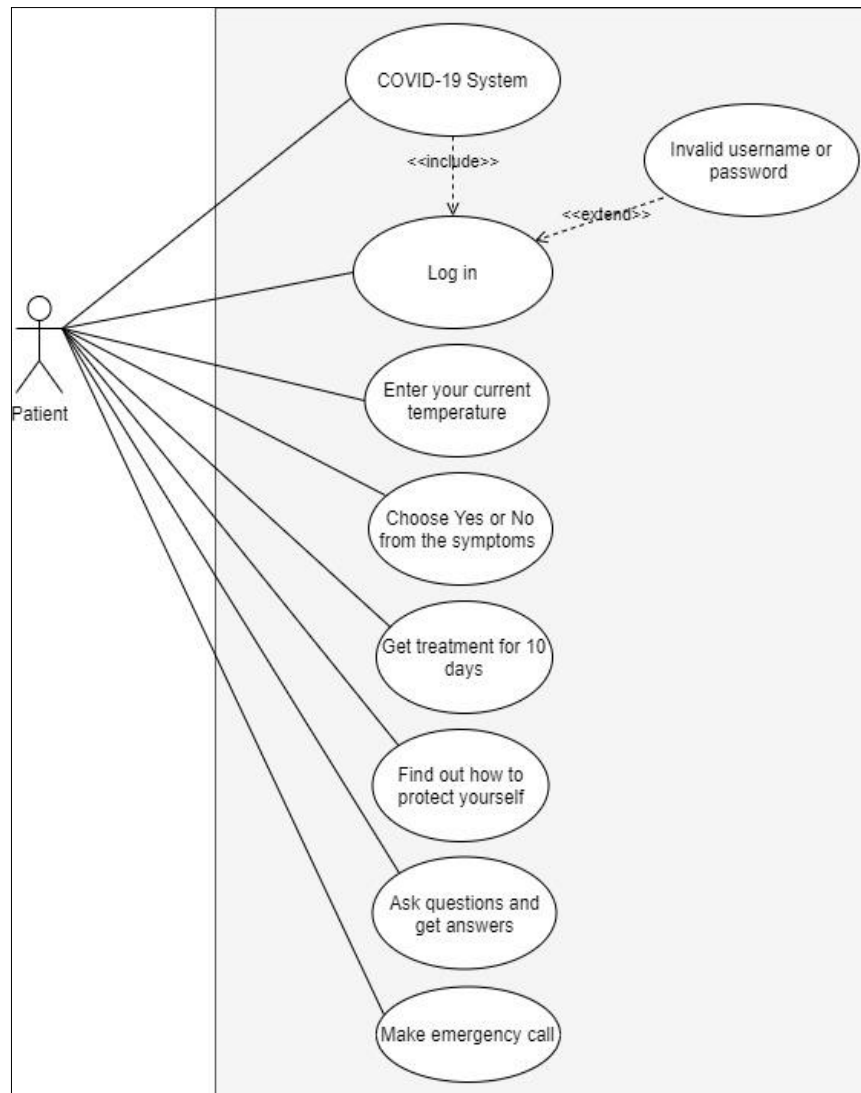 COVID-19 System
<<include>>
Invalid username or
password
<<extend>>
Log in
Patient
Enter your current
temperature
Choose Yes or No
from the symptoms
Get treatment for 10
days
Find out how to
protect yourself
Ask questions and
get answers
Make emergency call